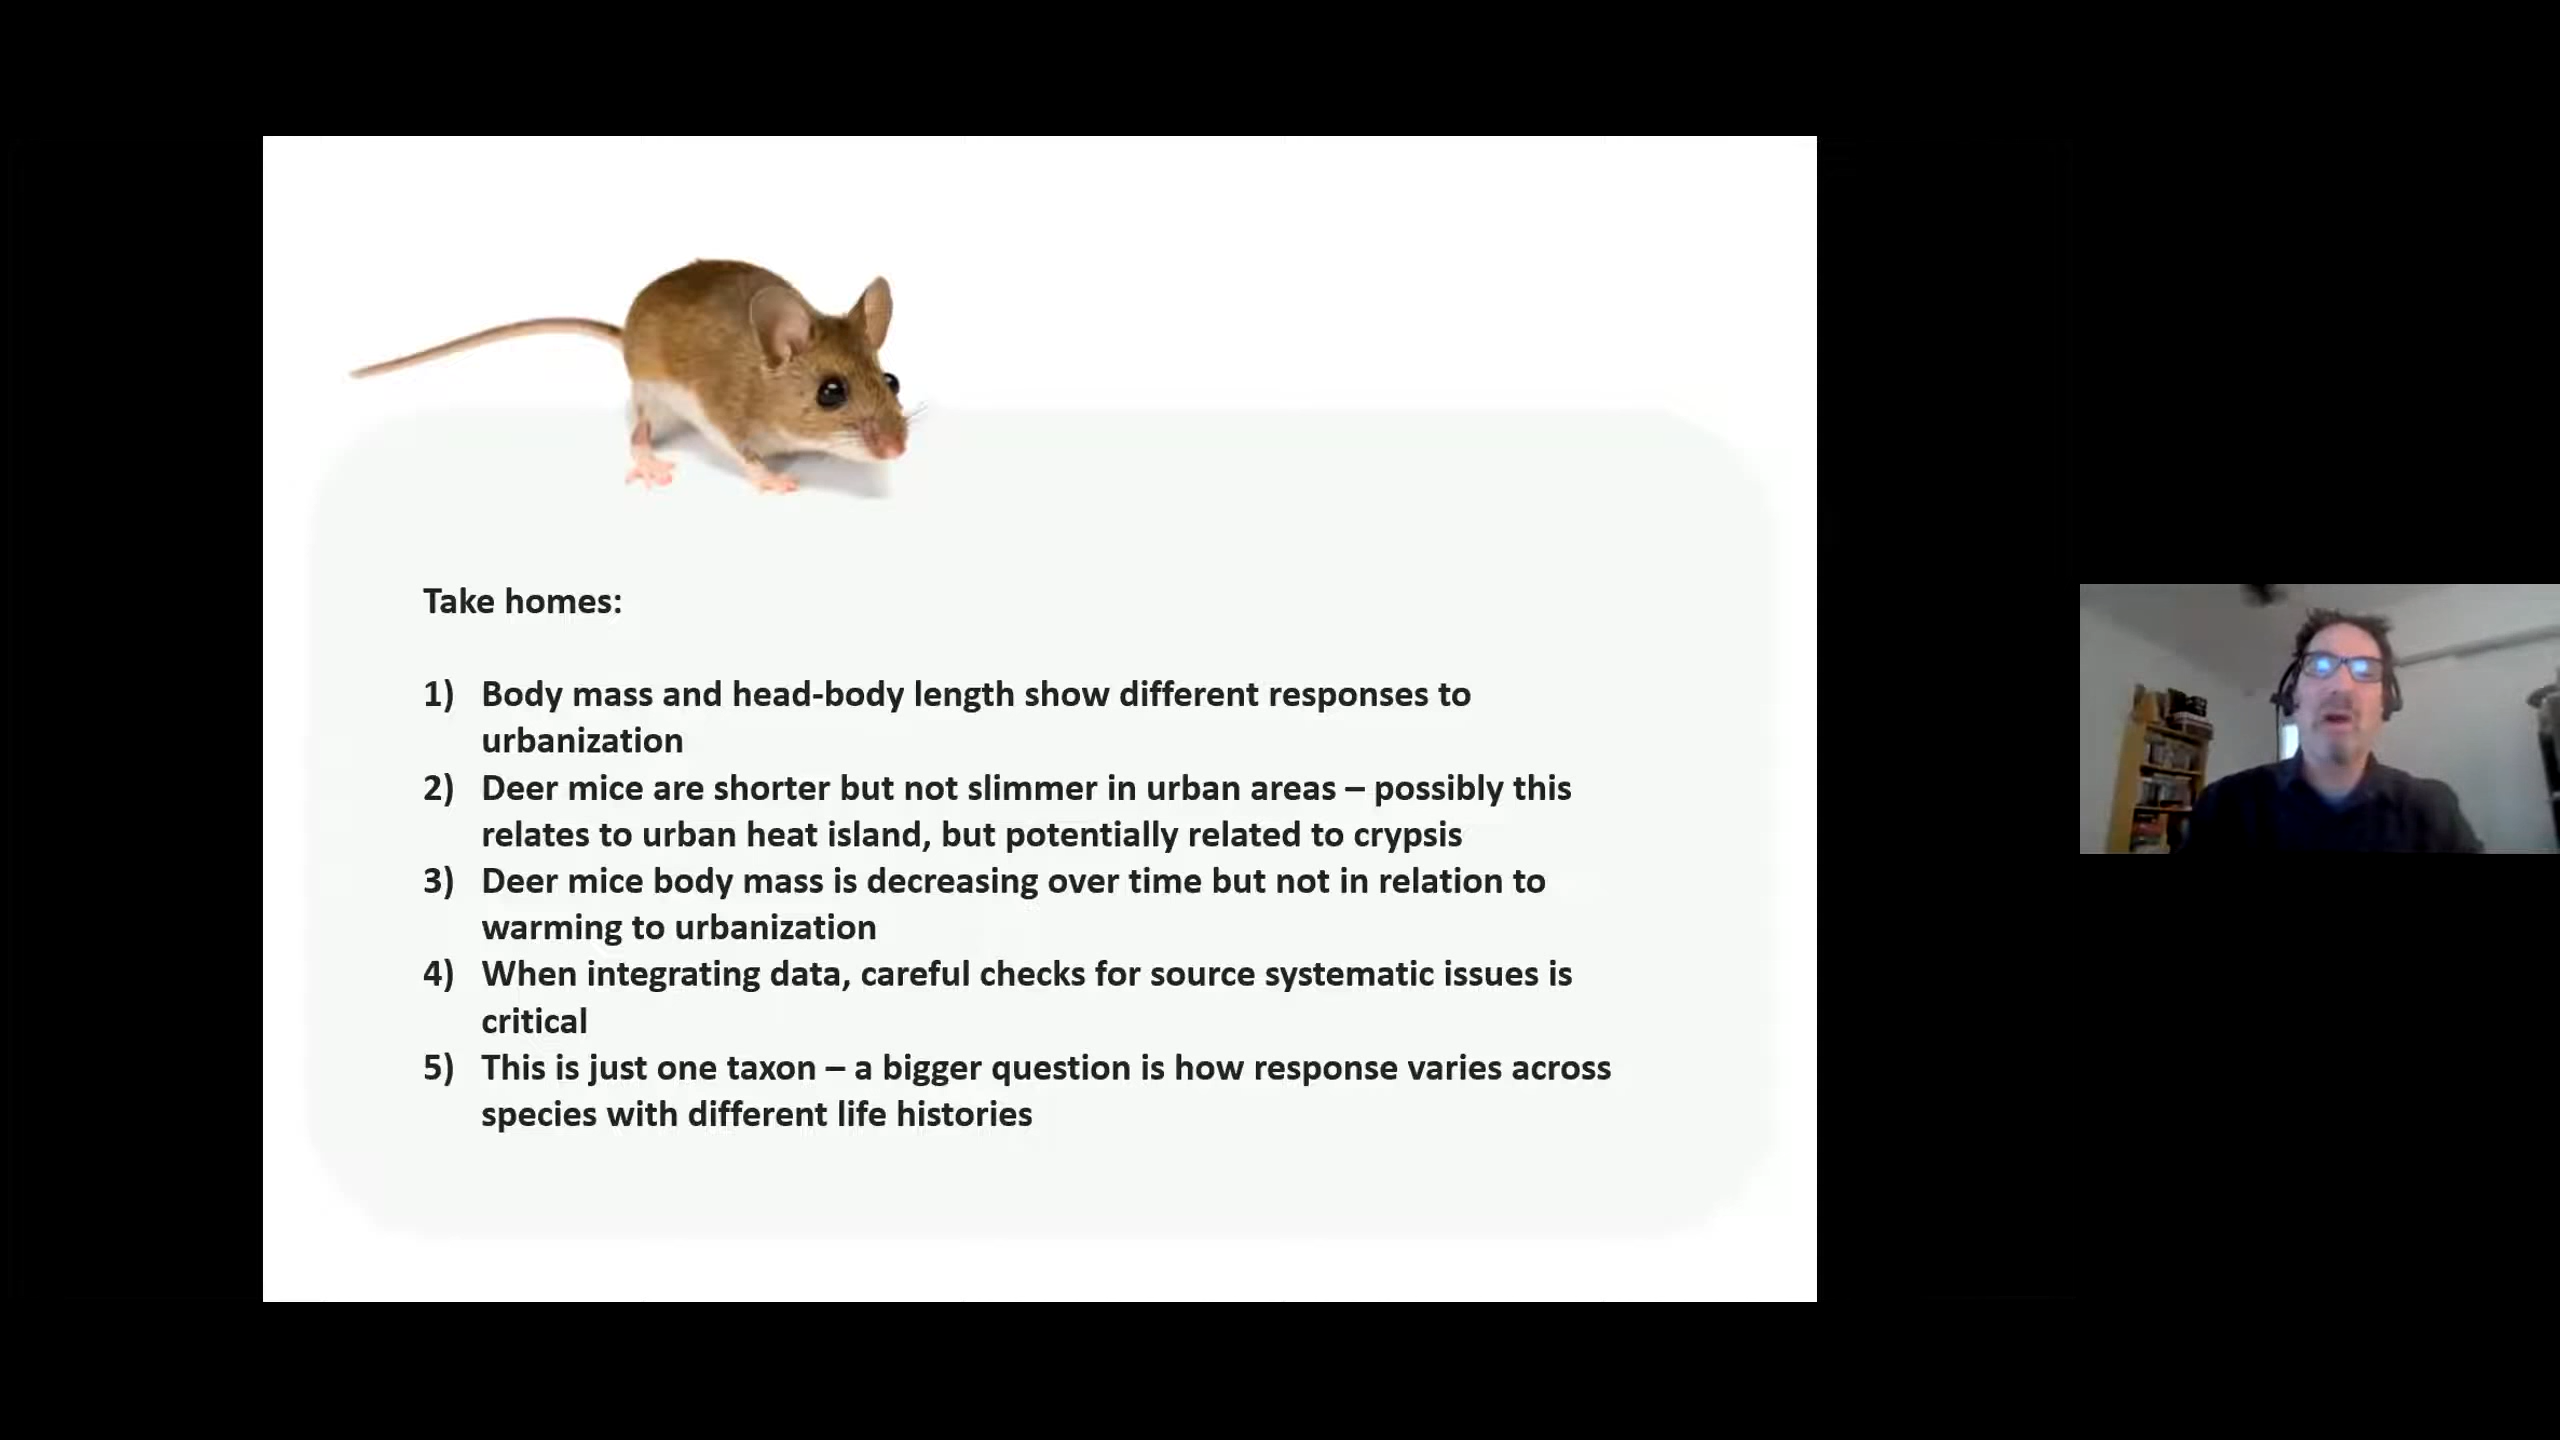 Take homes:
1) Body mass and head-body length show different responses to
urbanization
2) Deer mice are shorter but not slimmer in urban areas – possibly this
relates to urban heat island, but potentially related to crypsis
3) Deer mice body mass is decreasing over time but not in relation to
warming to urbanization
4) When integrating data, careful checks for source systematic issues is
critical
5) This is just one taxon – a bigger question is how response varies across
species with different life histories